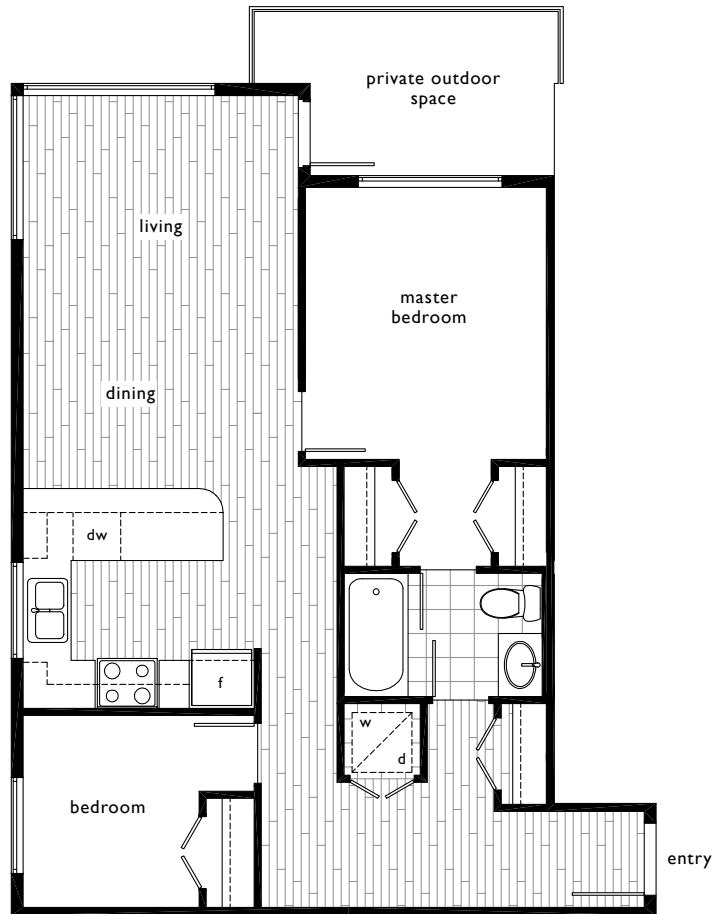 private outdoor
space
living
master
bedroom
dining
dw
f
w
d
bedroom
entry